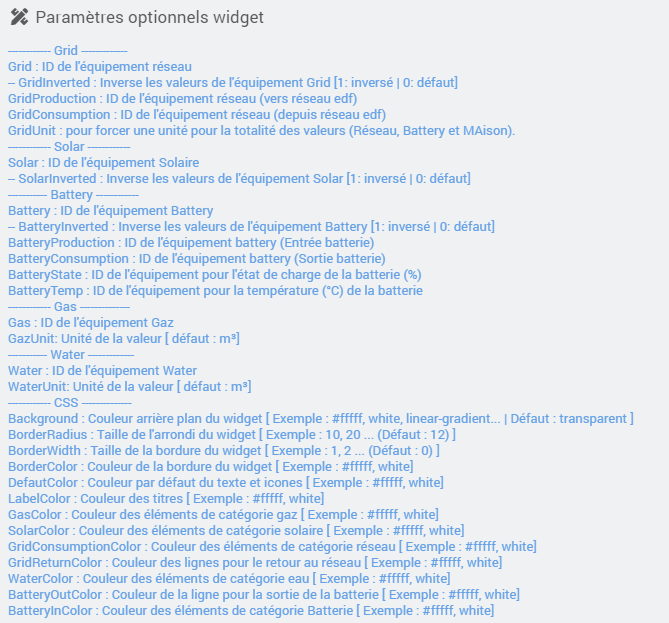 Paramètres optionnels widget
------------ Grid -------------
Grid : ID de l'équipement réseau
-- GridInverted : Inverse les valeurs de l'équipement Grid [1: inversé | 0: défaut]
GridProduction : ID de l'équipement réseau (vers réseau edf)
GridConsumption : ID de l'équipement réseau (depuis réseau edf)
GridUnit : pour forcer une unité pour la totalité des valeurs (Réseau, Battery et MAison).
------------ Solar ------------
Solar : ID de l'équipement Solaire
-- SolarInverted : Inverse les valeurs de l'équipement Solar [1: inversé | 0: défaut]
----------- Battery ------------
Battery : ID de l'équipement Battery
-- BatteryInverted : Inverse les valeurs de l'équipement Battery [1: inversé | 0: défaut]
BatteryProduction : ID de l'équipement battery (Entrée batterie)
BatteryConsumption : ID de l'équipement battery (Sortie batterie)
BatteryState : ID de l'équipement pour l'état de charge de la batterie (%)
BatteryTemp : ID de l'équipement pour la température (°C) de la batterie
------------ Gas --------------
Gas : ID de l'équipement Gaz
GazUnit: Unité de la valeur [ défaut : m³]
----------- Water -------------
Water : ID de l'équipement Water
WaterUnit: Unité de la valeur [ défaut : m³]
------------ CSS --------------
Background : Couleur arrière plan du widget [ Exemple : #fffff, white, linear-gradient... | Défaut : transparent ]
BorderRadius : Taille de l'arrondi du widget [ Exemple : 10, 20 ... (Défaut : 12) ]
BorderWidth : Taille de la bordure du widget [ Exemple : 1, 2 ... (Défaut : 0) ]
BorderColor : Couleur de la bordure du widget [ Exemple : #fffff, white]
DefautColor : Couleur par défaut du texte et icones [ Exemple : #fffff, white]
LabelColor : Couleur des titres [ Exemple : #fffff, white]
GasColor : Couleur des éléments de catégorie gaz [ Exemple : #fffff, white]
SolarColor : Couleur des éléments de catégorie solaire [ Exemple : #fffff, white]
GridConsumptionColor : Couleur des éléments de catégorie réseau [ Exemple : #fffff, white]
GridReturnColor : Couleur des lignes pour le retour au réseau [ Exemple : #fffff, white]
WaterColor : Couleur des éléments de catégorie eau [ Exemple : #fffff, white]
BatteryOutColor : Couleur de la ligne pour la sortie de la batterie [ Exemple : #fffff, white]
BatteryInColor : Couleur des éléments de catégorie Batterie [ Exemple : #fffff, white]